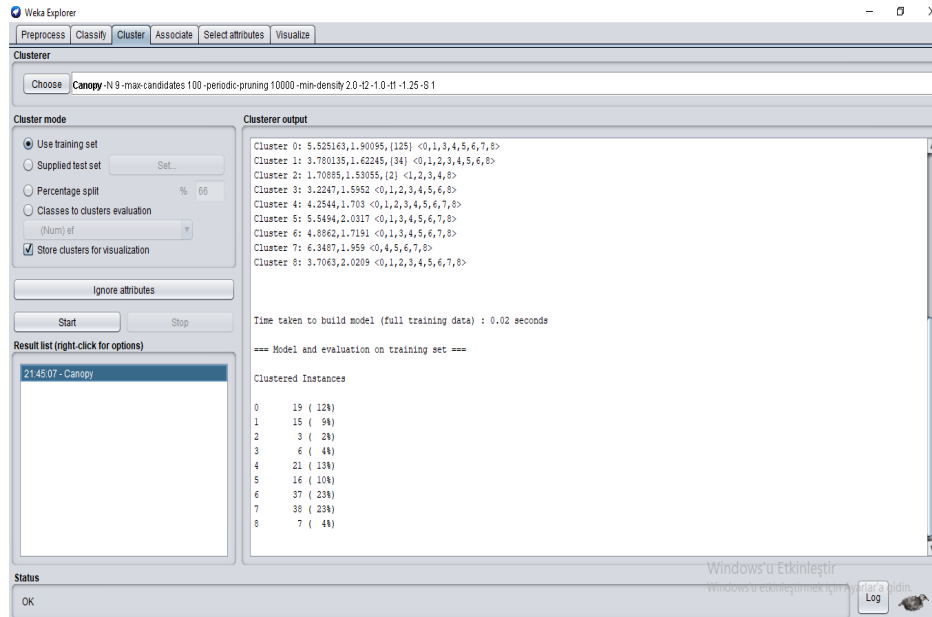 Weka Explorer
Preprocess Classify Cluster Associate Select attributes Visualize
Clusterer
Choose Canopy -N 9 -max-candidates 100 -periodic-pruning 10000 -min-density 2.0 -t2 -1.0 -t1 -1.25 -S 1
Cluster mode
Use training set
Supplied test set Set...
Percentage split % 66
Classes to clusters evaluation
(Num) ef
Store clusters for visualization
Ignore attributes
Start Stop
Result list (right-click for options)
21:45:07 - Canopy
Clusterer output
Cluster 0: 5.525163,1.90095,{125} <0,1,3,4,5,6,7,8>
Cluster 1: 3.780135,1.62245,{34} <0,1,2,3,4,5,6,8>
Cluster 2: 1.70885,1.53055,{2} <1,2,3,4,8>
Cluster 3: 3.2247,1.5952 <0,1,2,3,4,5,6,8>
Cluster 4: 4.2544,1.703 <0,1,2,3,4,5,6,7,8>
Cluster 5: 5.5494,2.0317 <0,1,3,4,5,6,7,8>
Cluster 6: 4.8862,1.7191 <0,1,3,4,5,6,7,8>
Cluster 7: 6.3487,1.959 <0,4,5,6,7,8>
Cluster 8: 3.7063,2.0209 <0,1,2,3,4,5,6,7,8>
Time taken to build model (full training data) : 0.02 seconds
=== Model and evaluation on training set ===
Clustered Instances
0 19 ( 12%)
1 15 ( 9%)
2 3 ( 2%)
3 6 ( 4%)
4 21 ( 13%)
5 16 ( 10%)
6 37 ( 23%)
7 38 ( 23%)
8 7 ( 4%)
Windows'u Etkinleştir
Windows'u etkinleştirmek için Ayarlar'a gidin.
Status
OK
Log